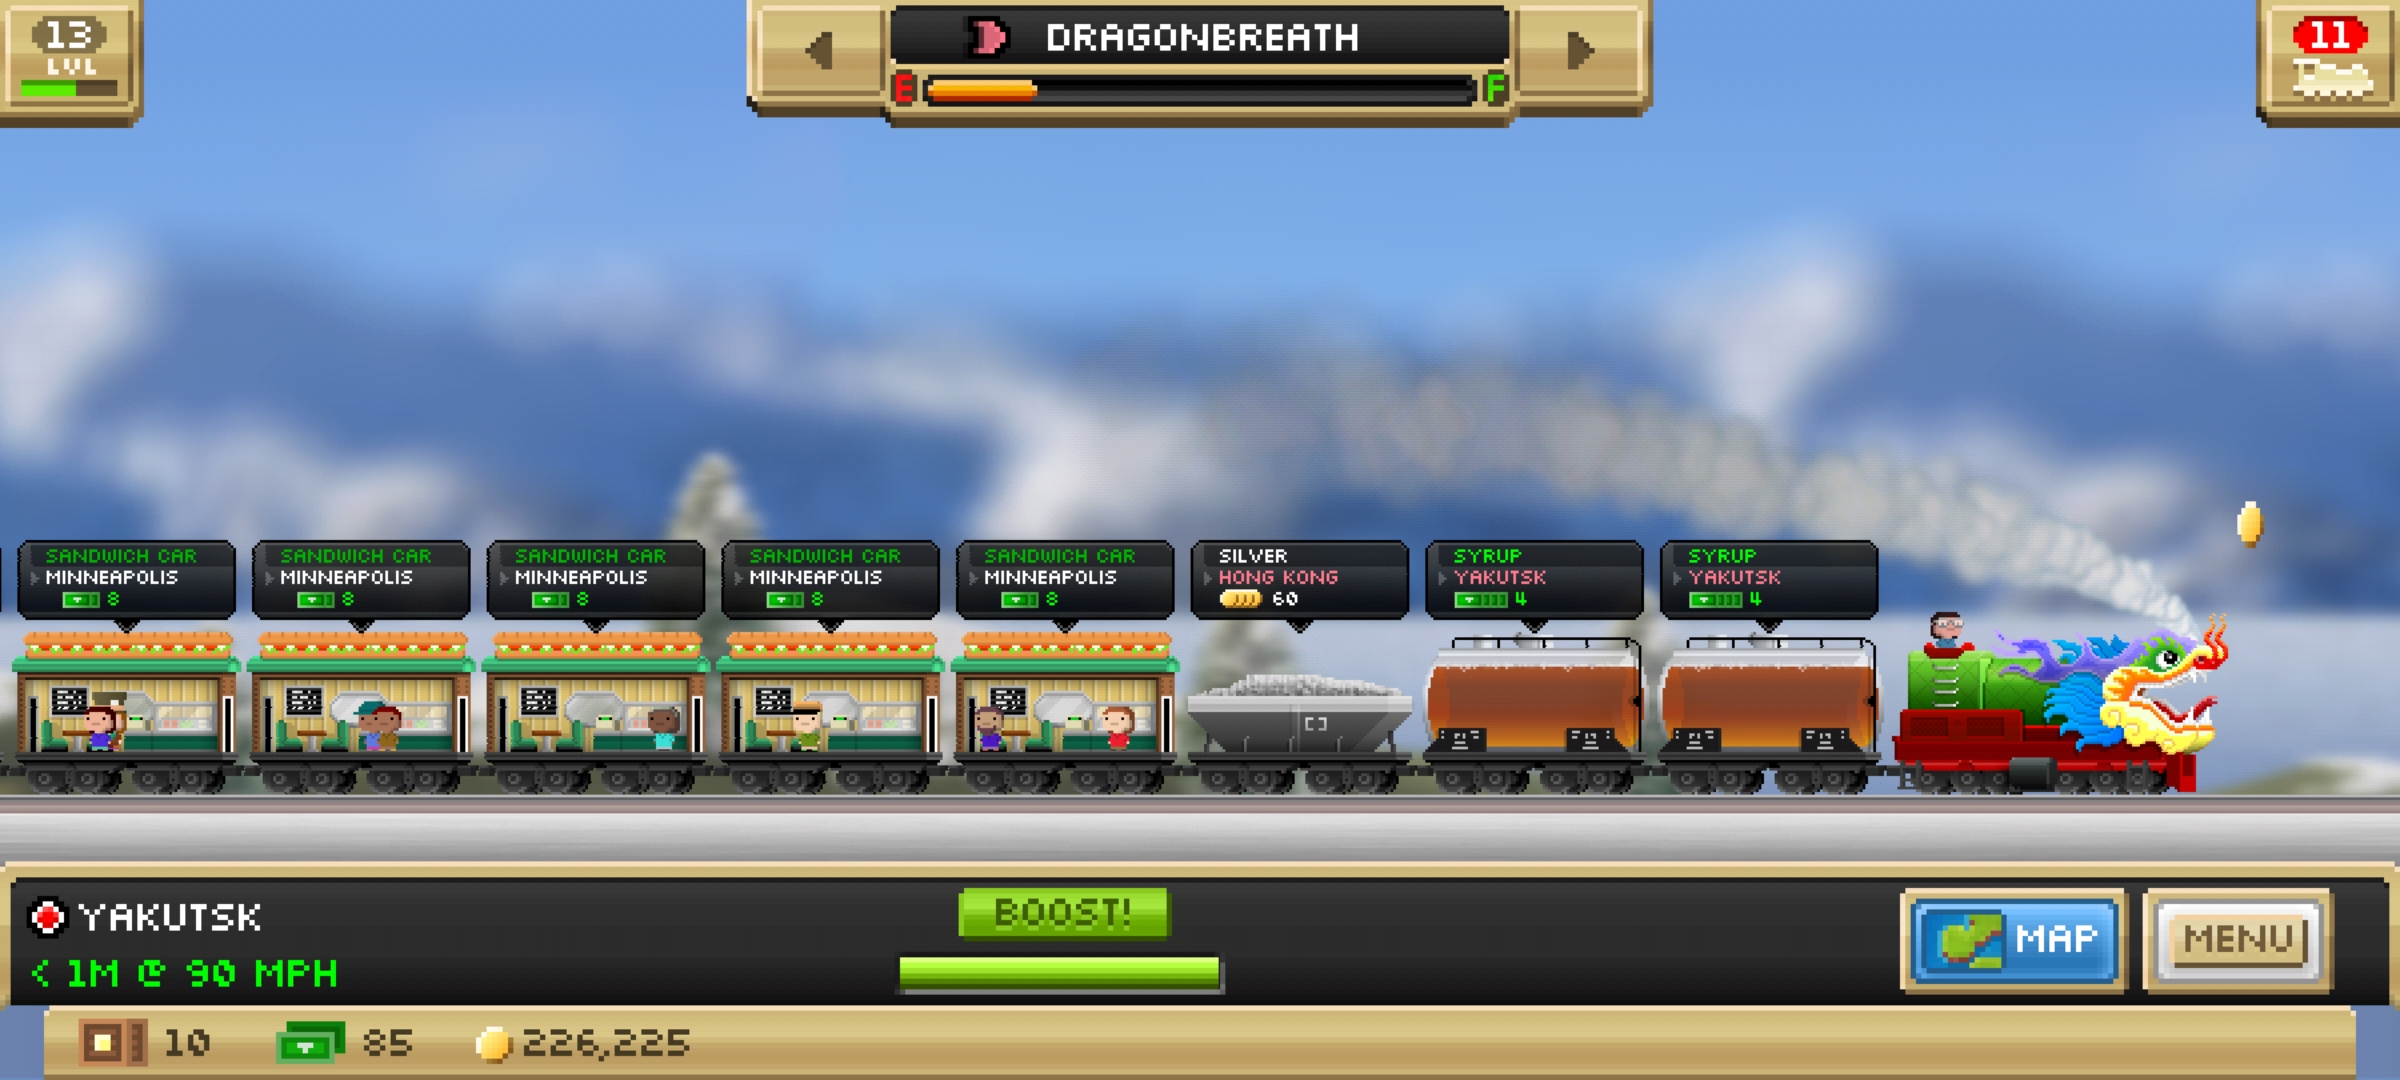 13
LVL
DRAGONBREATH
E F
11
SANDWICH CAR
MINNEAPOLIS
8
SANDWICH CAR
MINNEAPOLIS
8
SANDWICH CAR
MINNEAPOLIS
8
SANDWICH CAR
MINNEAPOLIS
8
SANDWICH CAR
MINNEAPOLIS
8
SILVER
HONG KONG
60
SYRUP
YAKUTSK
4
SYRUP
YAKUTSK
4
YAKUTSK
< 1M @ 90 MPH
BOOST!
MAP
MENU
10
85
226,225